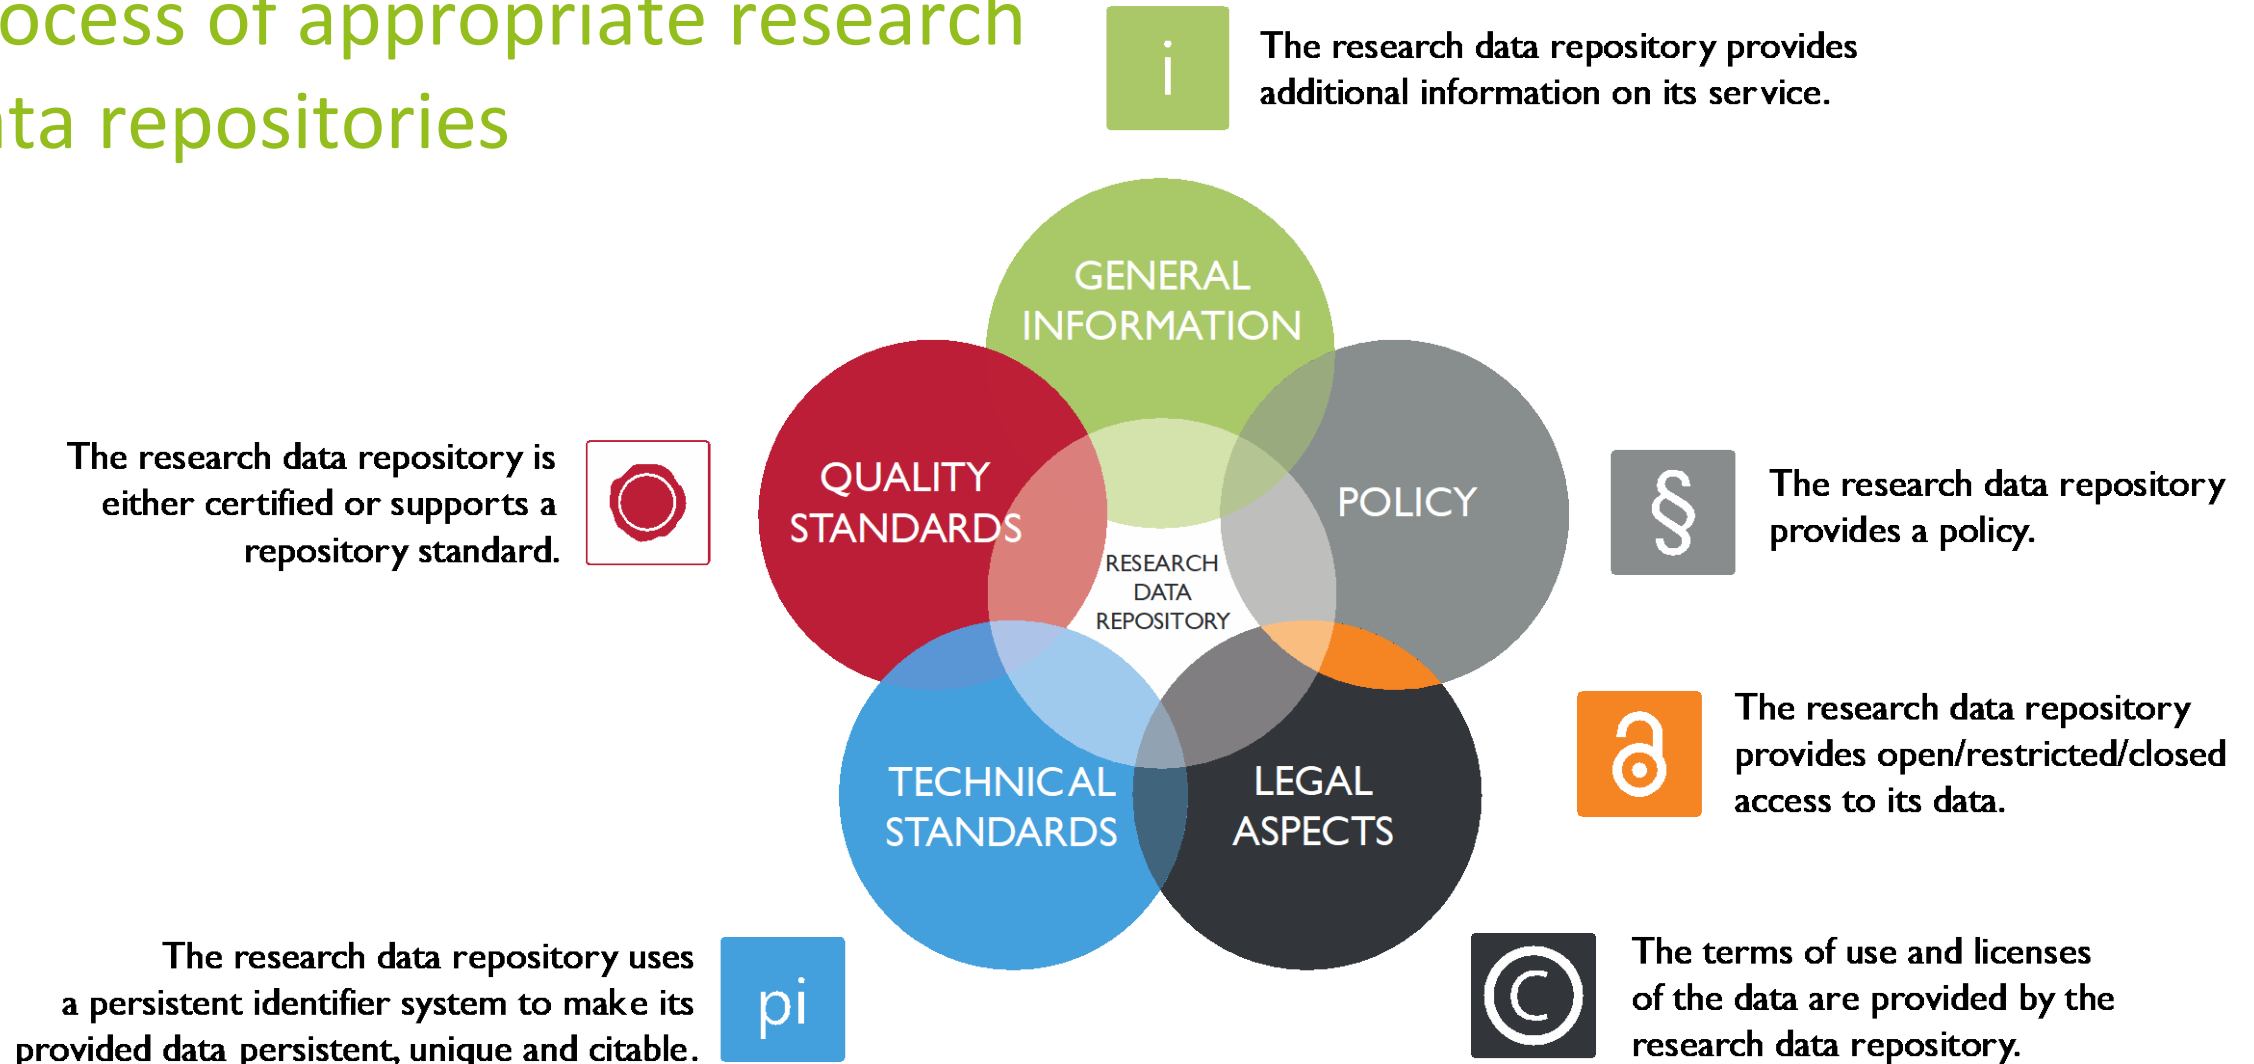 ocess of appropriate research
ta repositories
i
The research data repository provides
additional information on its service.
GENERAL
INFORMATION
The research data repository is
either certified or supports a
repository standard.
QUALITY
STANDARDS
POLICY
§
The research data repository
provides a policy.
RESEARCH
DATA
REPOSITORY
The research data repository
provides open/restricted/closed
access to its data.
TECHNICAL
STANDARDS
LEGAL
ASPECTS
The research data repository uses
a persistent identifier system to make its
provided data persistent, unique and citable.
pi
©
The terms of use and licenses
of the data are provided by the
research data repository.